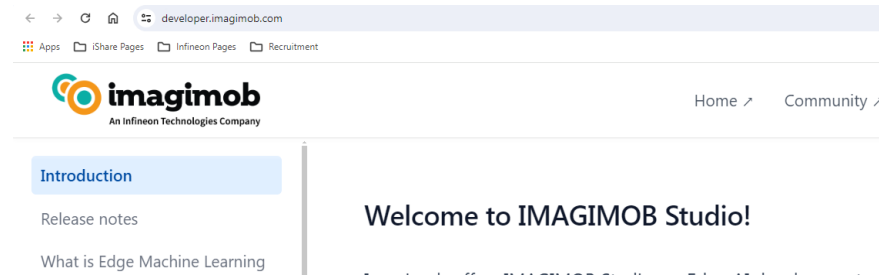 developer.imagimob.com
Apps iShare Pages Infineon Pages Recruitment
imagimob
An Infineon Technologies Company
Home ↗ Community ↗
Introduction
Release notes
What is Edge Machine Learning
Welcome to IMAGIMOB Studio!